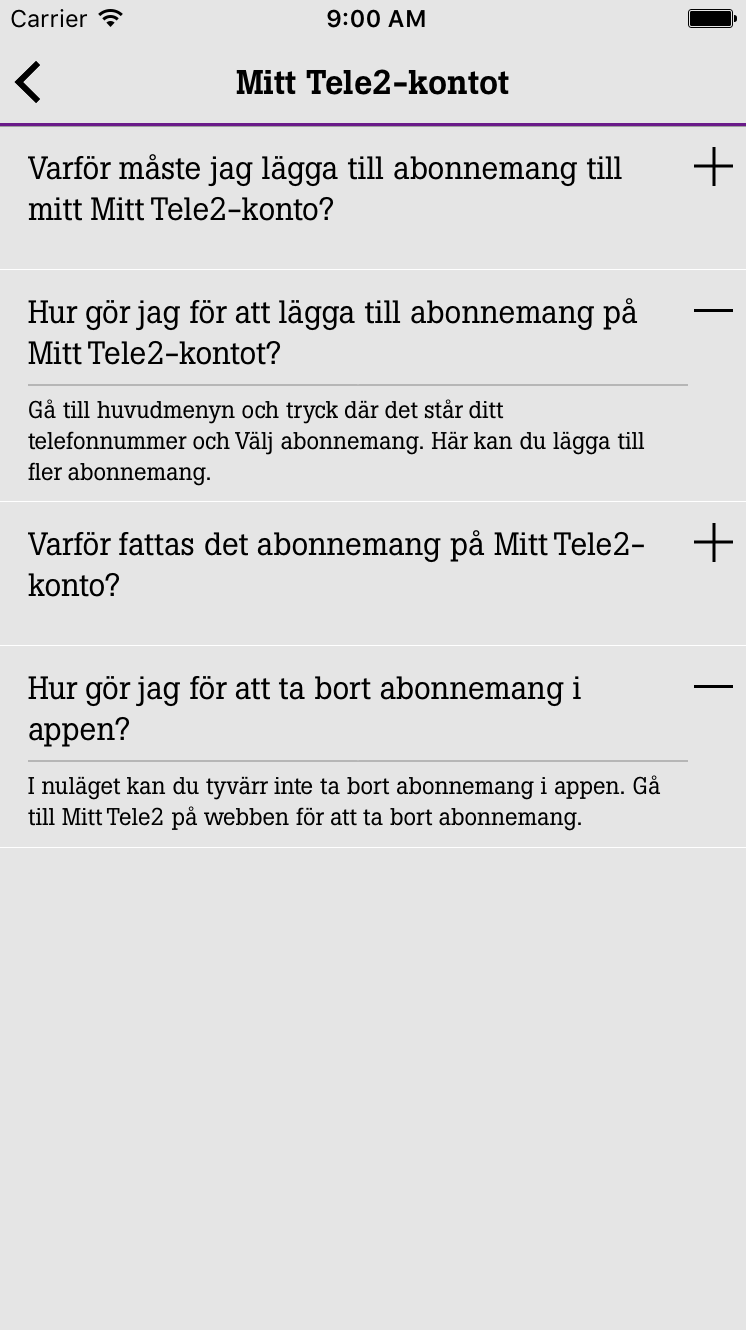 Carrier 9:00 AM
Mitt Tele2-kontot
Varför måste jag lägga till abonnemang till
mitt Mitt Tele2-konto?
Hur gör jag för att lägga till abonnemang på
Mitt Tele2-kontot?
Gå till huvudmenyn och tryck där det står ditt
telefonnummer och Välj abonnemang. Här kan du lägga till
fler abonnemang.
Varför fattas det abonnemang på Mitt Tele2-
konto?
Hur gör jag för att ta bort abonnemang i
appen?
I nuläget kan du tyvärr inte ta bort abonnemang i appen. Gå
till Mitt Tele2 på webben för att ta bort abonnemang.